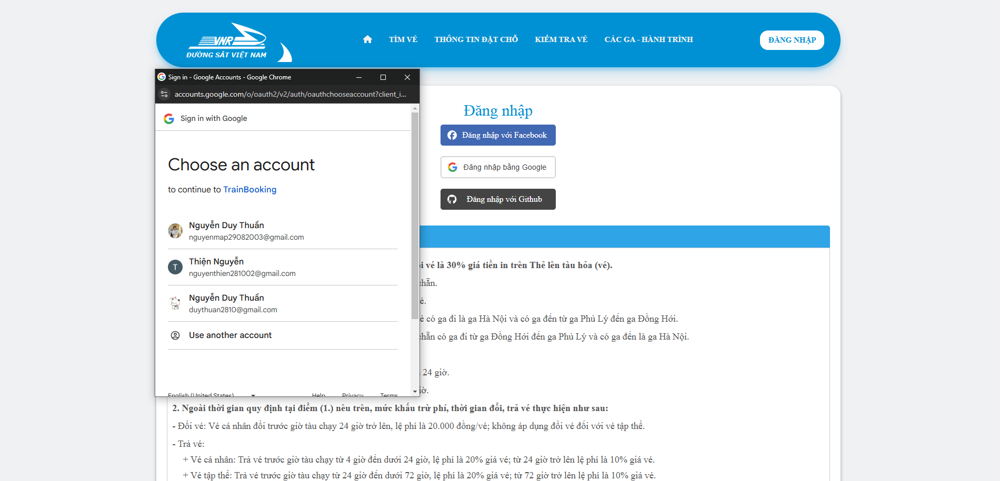 VNR
ĐƯỜNG SẮT VIỆT NAM
TÌM VÉ
THÔNG TIN ĐẶT CHỖ
KIỂM TRA VÉ
CÁC GA - HÀNH TRÌNH
ĐĂNG NHẬP
Sign in - Google Accounts - Google Chrome
accounts.google.com/o/oauth2/v2/auth/oauthchooseaccount?client_i...
Sign in with Google
Choose an account
to continue to TrainBooking
Nguyễn Duy Thuần
nguyenmap29082003@gmail.com
T
Thiện Nguyễn
nguyenthien281002@gmail.com
Nguyễn Duy Thuần
duythuan2810@gmail.com
Use another account
English (United States)
Help
Privacy
Terms
Đăng nhập
Đăng nhập với Facebook
Đăng nhập bằng Google
Đăng nhập với Github
vé là 30% giá tiền in trên Thẻ lên tàu hỏa (vé).
chẵn.
ẻ.
ẻ có ga đi là ga Hà Nội và có ga đến từ ga Phủ Lý đến ga Đồng Hới.
chẵn có ga đi từ ga Đồng Hới đến ga Phủ Lý và có ga đến là ga Hà Nội.
24 giờ.
iờ.
2. Ngoài thời gian quy định tại điểm (1.) nêu trên, mức khấu trừ phí, thời gian đổi, trả vé thực hiện như sau:
- Đổi vé: Vé cá nhân đổi trước giờ tàu chạy 24 giờ trở lên, lệ phí là 20.000 đồng/vé; không áp dụng đổi vé đối với vé tập thể.
- Trả vé:
+ Vé cá nhân: Trả vé trước giờ tàu chạy từ 4 giờ đến dưới 24 giờ, lệ phí là 20% giá vé; từ 24 giờ trở lên lệ phí là 10% giá vé.
+ Vé tập thể: Trả vé trước giờ tàu chạy từ 24 giờ đến dưới 72 giờ, lệ phí là 20% giá vé; từ 72 giờ trở lên lệ phí là 10% giá vé.